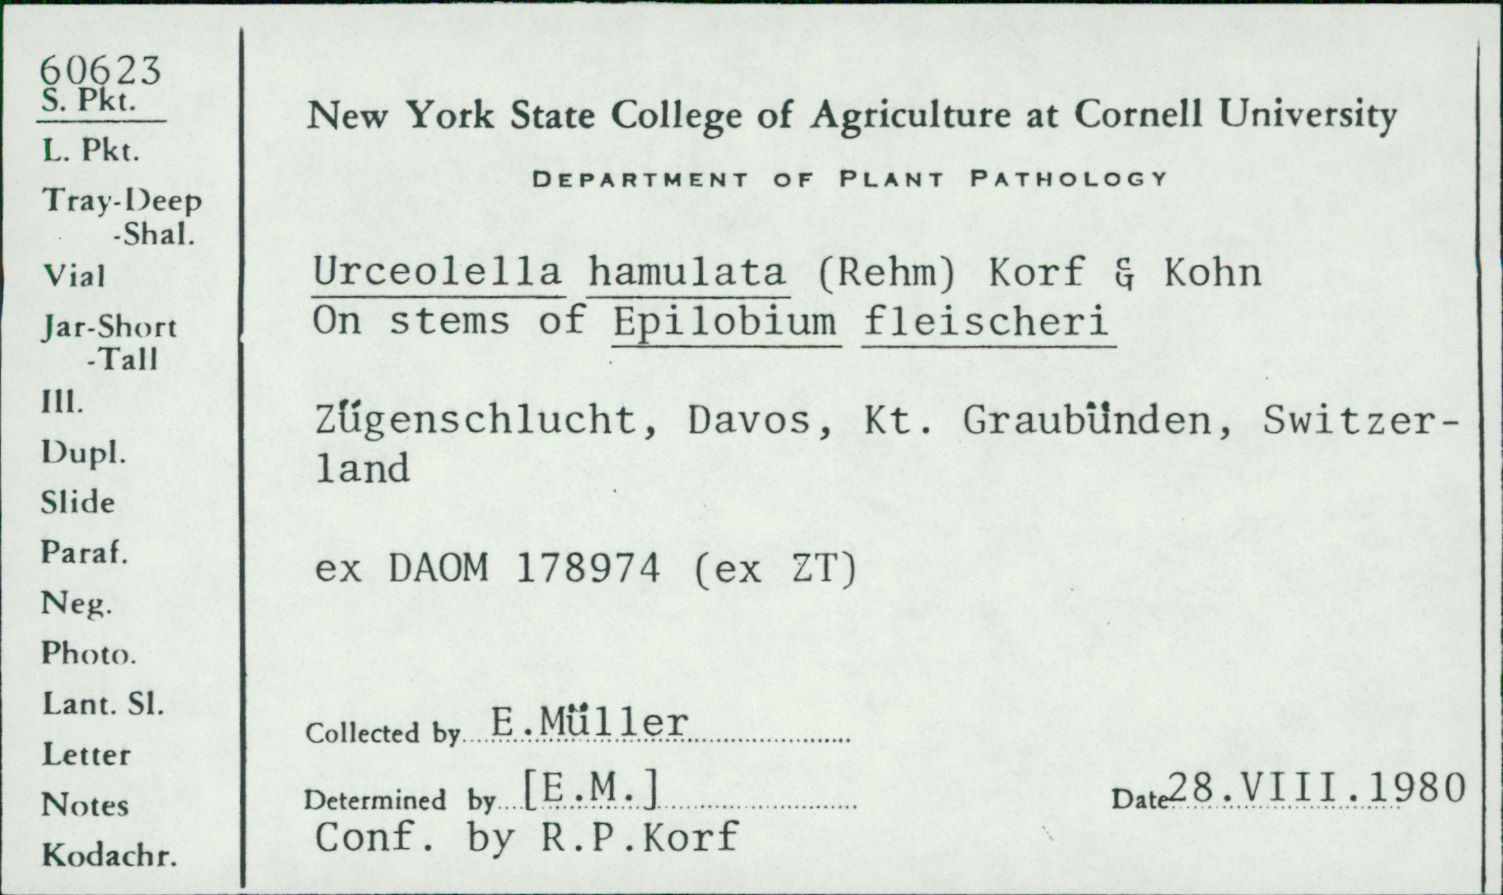 60623
S. Pkt.
L. Pkt.
Tray-Deep
-Shal.
Vial
Jar-Short
-Tall
Ill.
Dupl.
Slide
Paraf.
Neg.
Photo.
Lant. Sl.
Letter
Notes
Kodachr.
New York State College of Agriculture at Cornell University
DEPARTMENT OF PLANT PATHOLOGY
Urceolella hamulata (Rehm) Korf & Kohn
On stems of Epilobium fleischeri
Zügenschlucht, Davos, Kt. Graubünden, Switzer-
land
ex DAOM 178974 (ex ZT)
Collected by E.Müller
Determined by [E.M.] Date 28.VIII.1980
Conf. by R.P.Korf